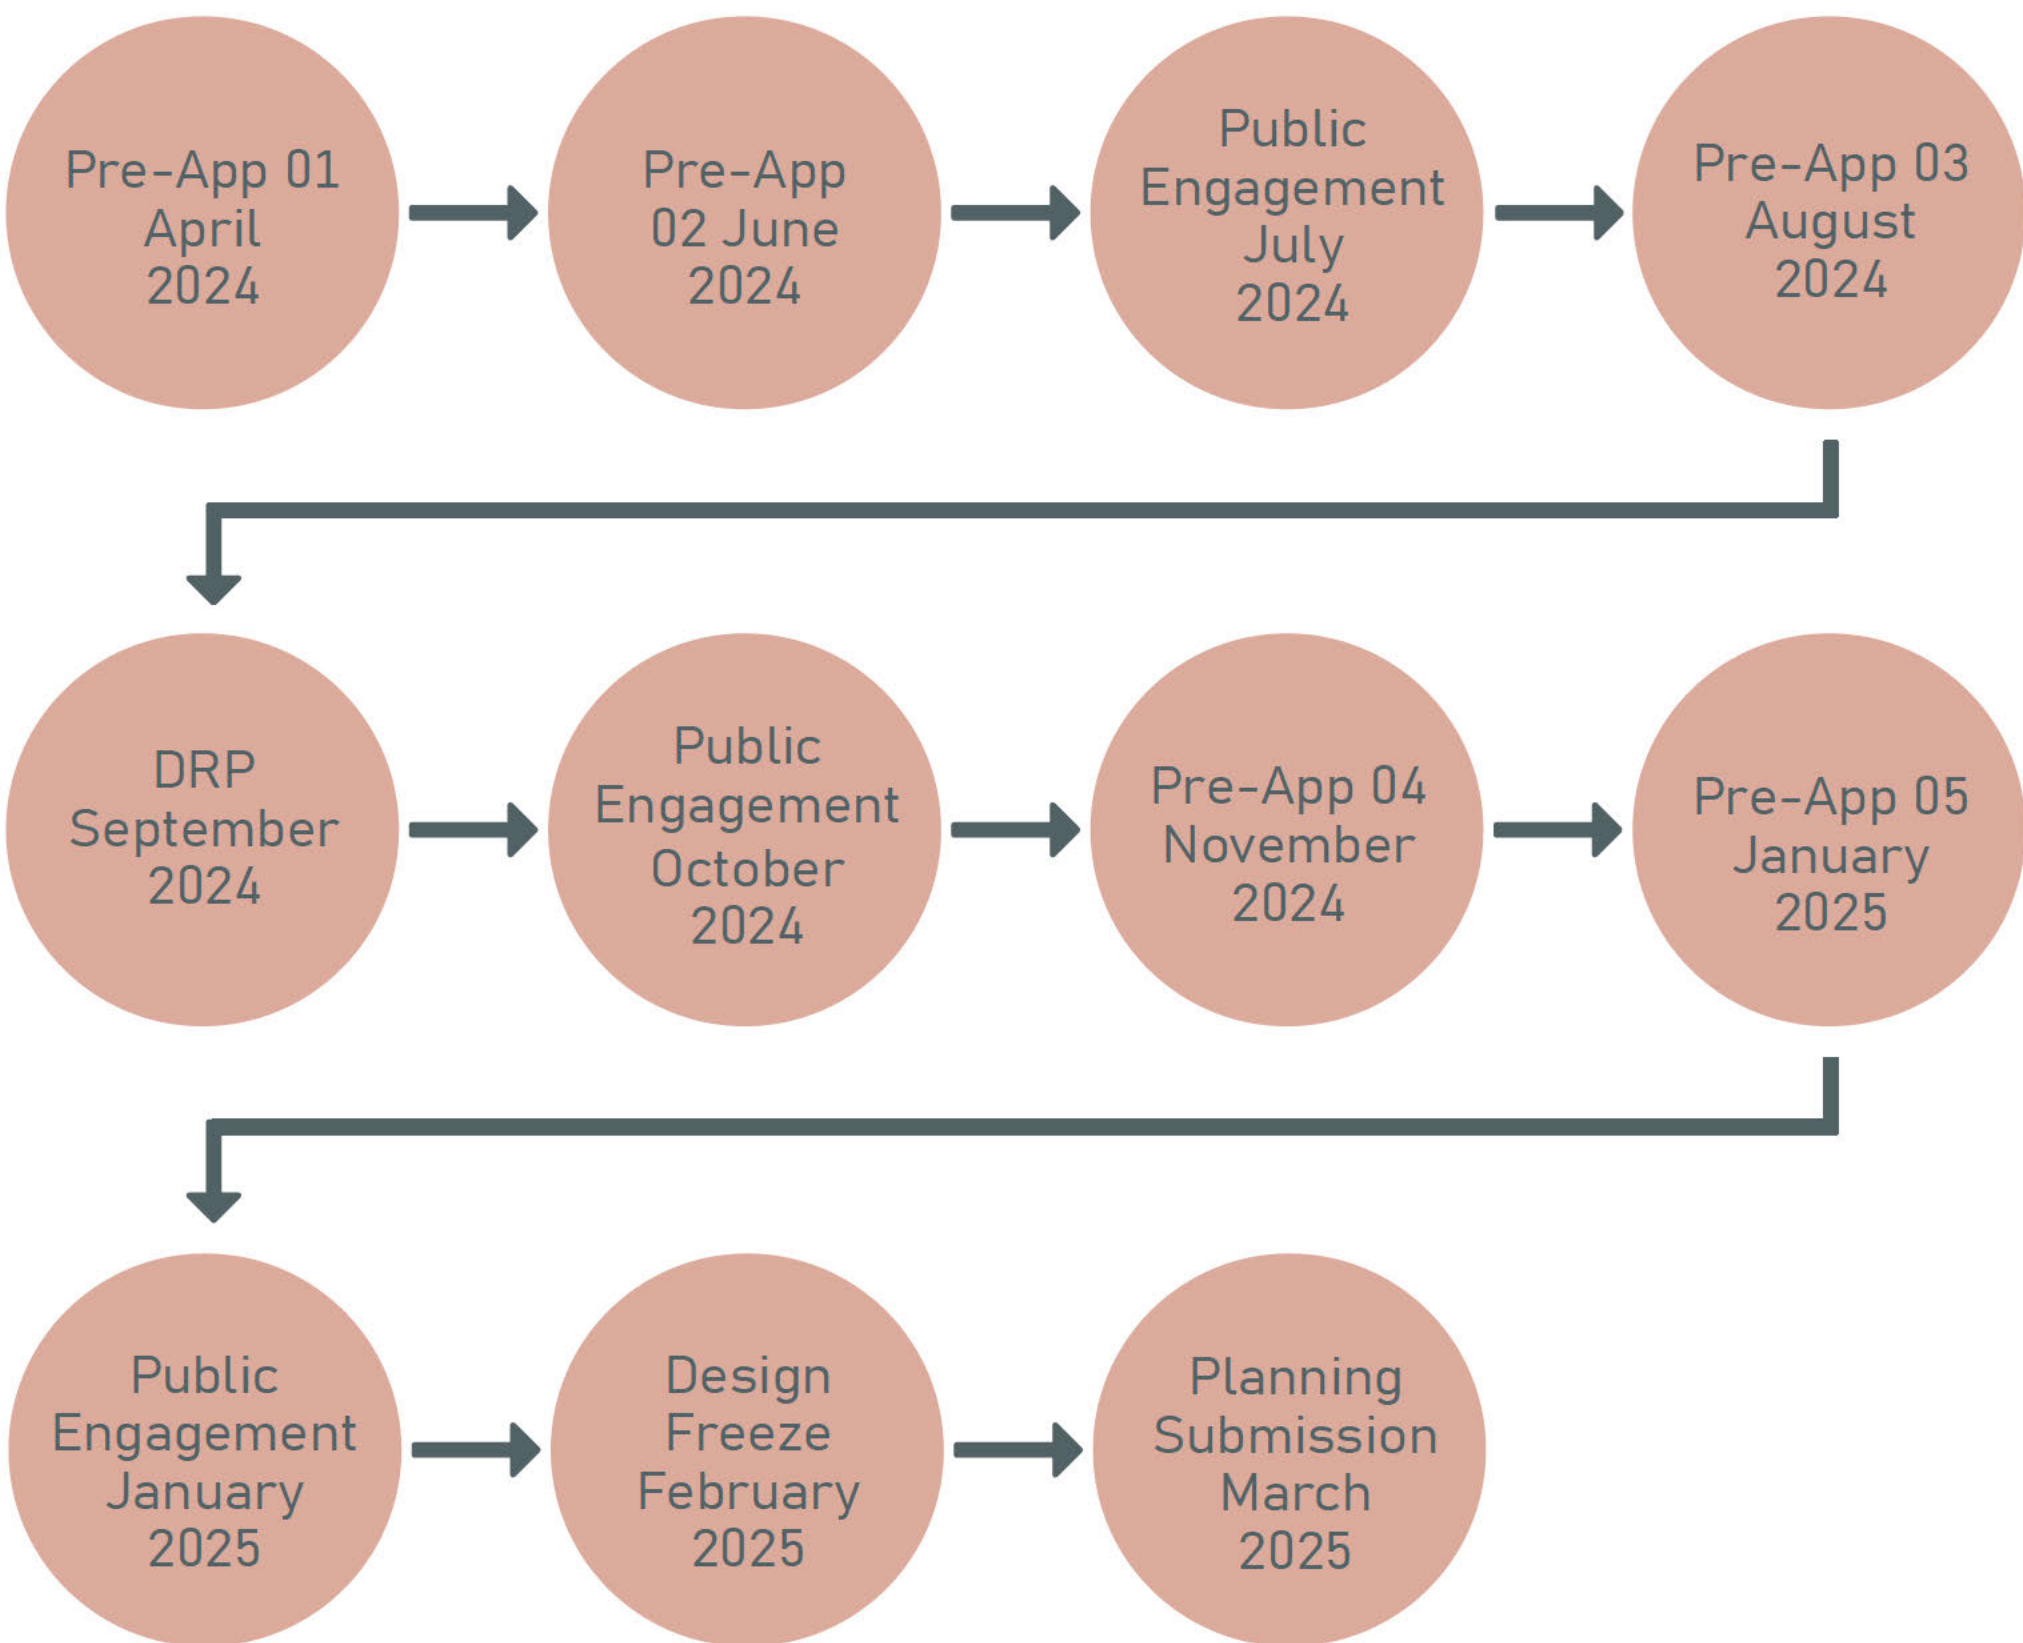 Pre-App 01
April
2024
Pre-App
02 June
2024
Public
Engagement
July
2024
Pre-App 03
August
2024
DRP
September
2024
Public
Engagement
October
2024
Pre-App 04
November
2024
Pre-App 05
January
2025
Public
Engagement
January
2025
Design
Freeze
February
2025
Planning
Submission
March
2025